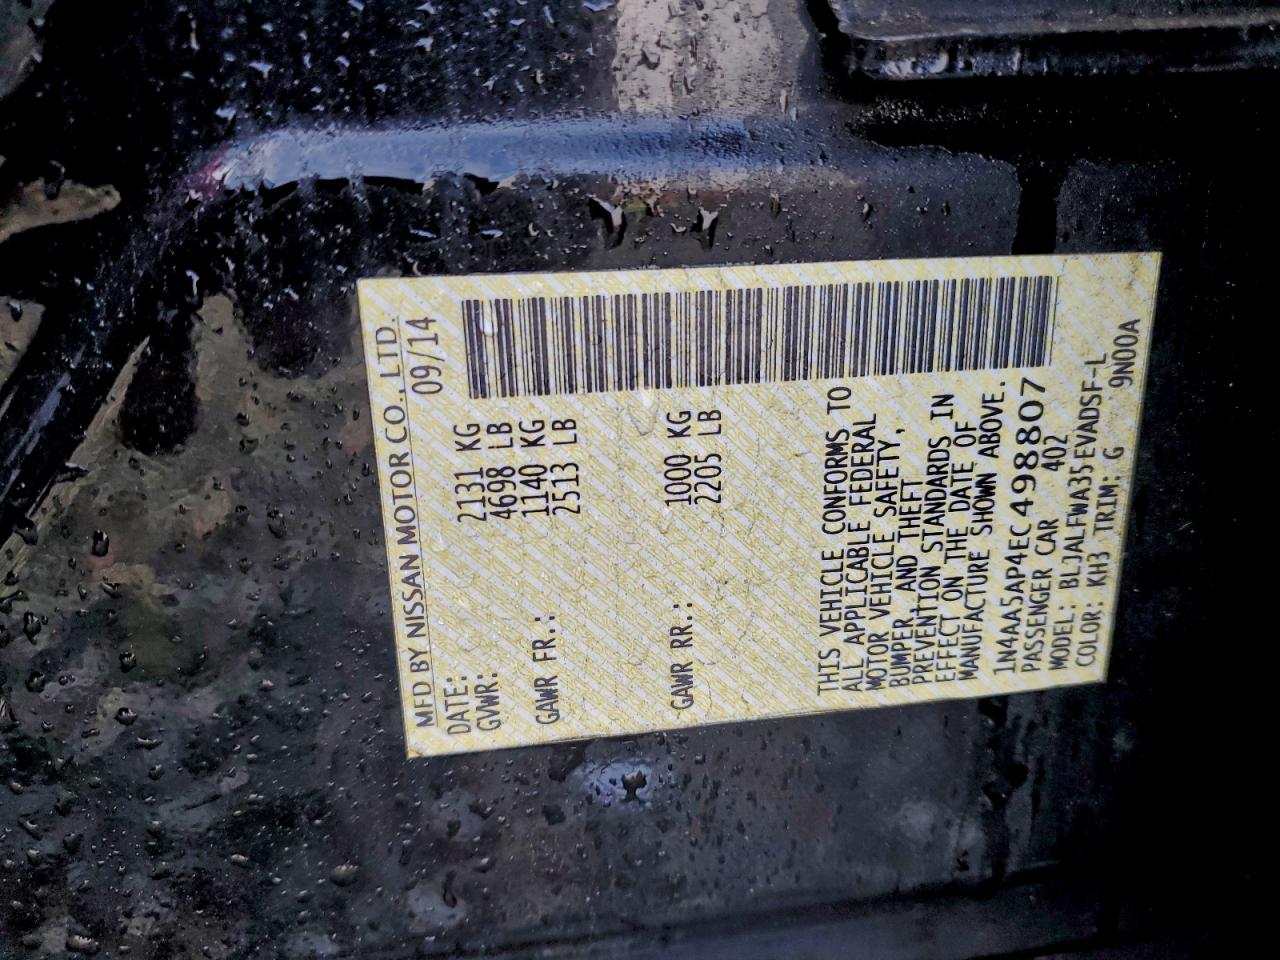 MFD BY NISSAN MOTOR CO.,LTD.
DATE: 09/14
GVWR: 2131 KG
4698 LB
GAWR FR.: 1140 KG
2513 LB
GAWR RR.: 1000 KG
2205 LB
THIS VEHICLE CONFORMS TO
ALL APPLICABLE FEDERAL
MOTOR VEHICLE SAFETY,
BUMPER, AND THEFT
PREVENTION STANDARDS IN
EFFECT ON THE DATE OF
MANUFACTURE SHOWN ABOVE.
1N4AA5AP4EC498807
PASSENGER CAR 402
MODEL: BLJALFWA35EVADSF-L
COLOR: KH3 TRIM: G 9N00A